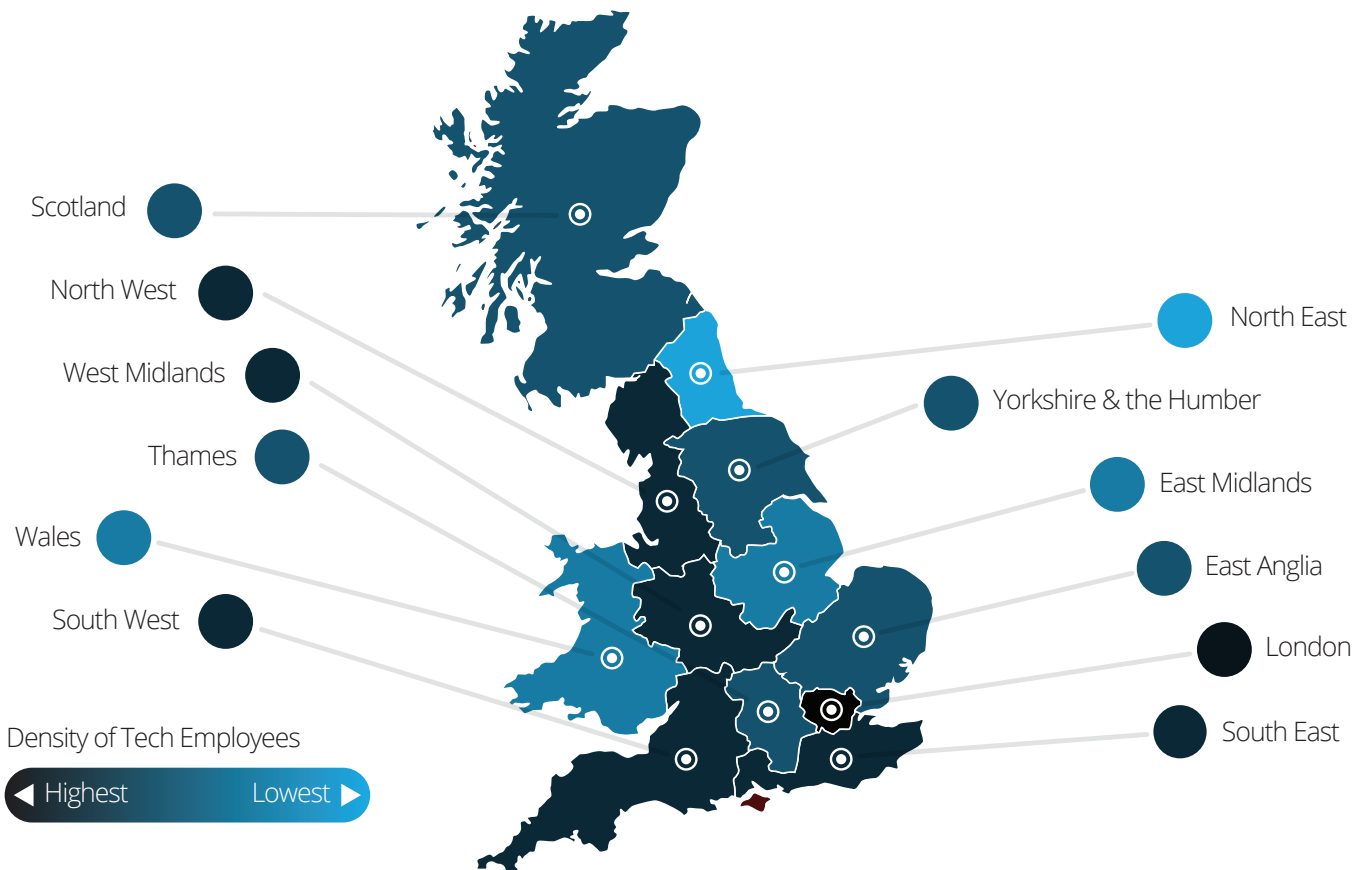 Scotland
North West
West Midlands
Thames
Wales
South West
North East
Yorkshire & the Humber
East Midlands
East Anglia
London
South East
Density of Tech Employees
Highest
Lowest